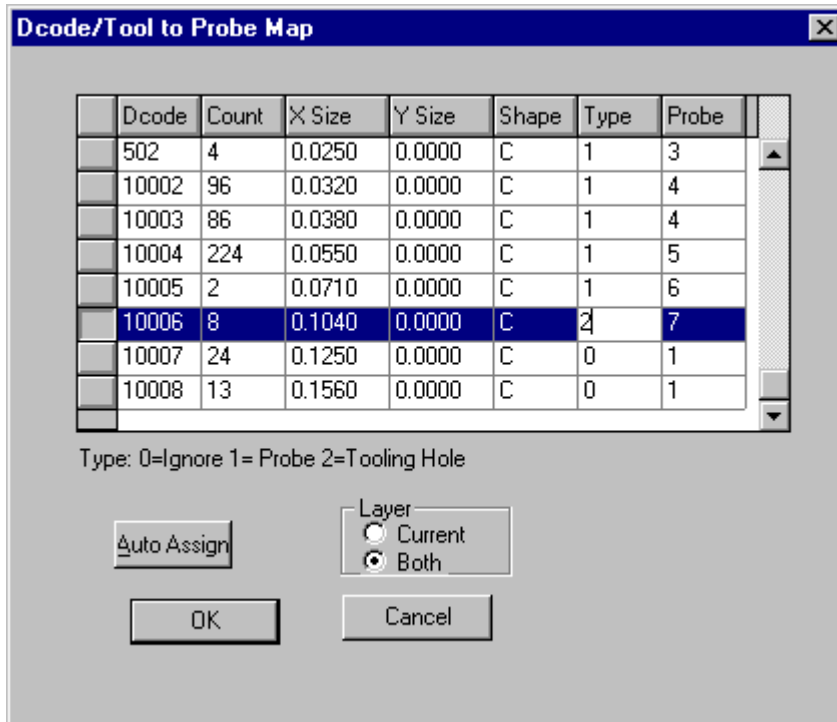 Dcode/Tool to Probe Map
Dcode Count X Size Y Size Shape Type Probe
502 4 0.0250 0.0000 C 1 3
10002 96 0.0320 0.0000 C 1 4
10003 86 0.0380 0.0000 C 1 4
10004 224 0.0550 0.0000 C 1 5
10005 2 0.0710 0.0000 C 1 6
10006 8 0.1040 0.0000 C 2 7
10007 24 0.1250 0.0000 C 0 1
10008 13 0.1560 0.0000 C 0 1
Type: 0=Ignore 1= Probe 2=Tooling Hole
Layer
Auto Assign
Current
Both
OK
Cancel